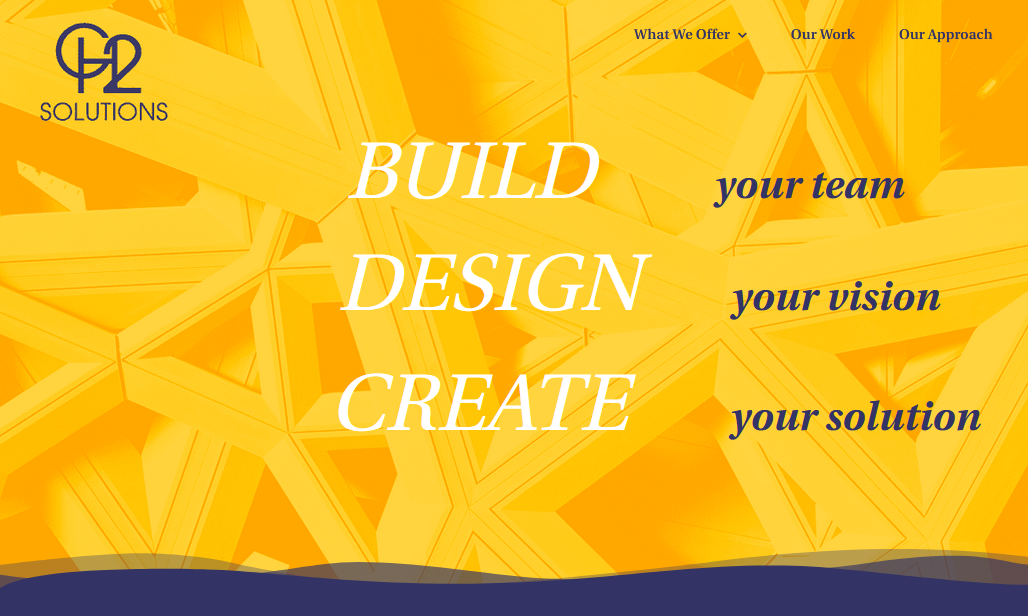 What We Offer
Our Work
Our Approach
CH2
SOLUTIONS
BUILD your team
DESIGN your vision
CREATE your solution